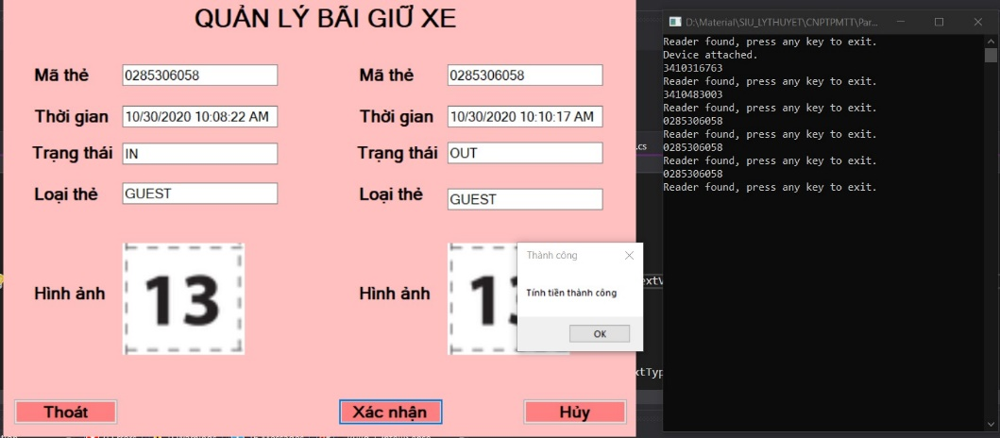 QUẢN LÝ BÃI GIỮ XE
Mã thẻ 0285306058
Thời gian 10/30/2020 10:08:22 AM
Trạng thái IN
Loại thẻ GUEST
Hình ảnh 13
Mã thẻ 0285306058
Thời gian 10/30/2020 10:10:17 AM
Trạng thái OUT
Loại thẻ GUEST
Hình ảnh
Thành công
Tính tiền thành công
OK
Thoát Xác nhận Hủy
.cs
D:\Material\SIU_LYTHUYET\CNPTPMTT\Par...
Reader found, press any key to exit.
Device attached.
3410316763
Reader found, press any key to exit.
3410483003
Reader found, press any key to exit.
0285306058
Reader found, press any key to exit.
0285306058
Reader found, press any key to exit.
0285306058
Reader found, press any key to exit.